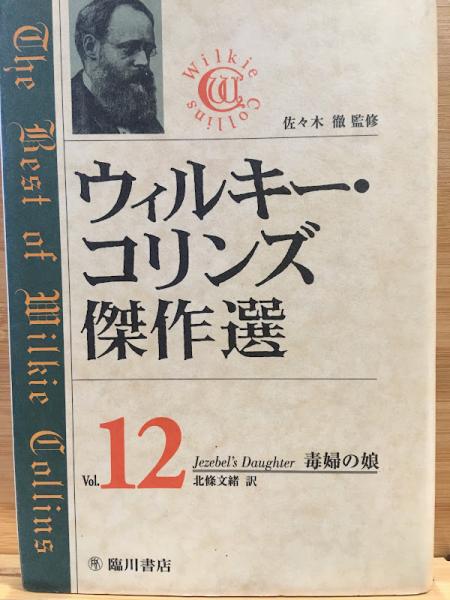 The Best of Wilkie Collins
Wilkie Collins
WC
佐々木 徹 監修
ウィルキー・
コリンズ
傑作選
Vol. 12
Jezebel's Daughter 毒婦の娘
北條文緒 訳
臨川書店